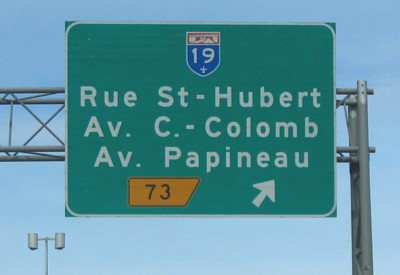 19
Rue St-Hubert
Av. C.-Colomb
Av. Papineau
73